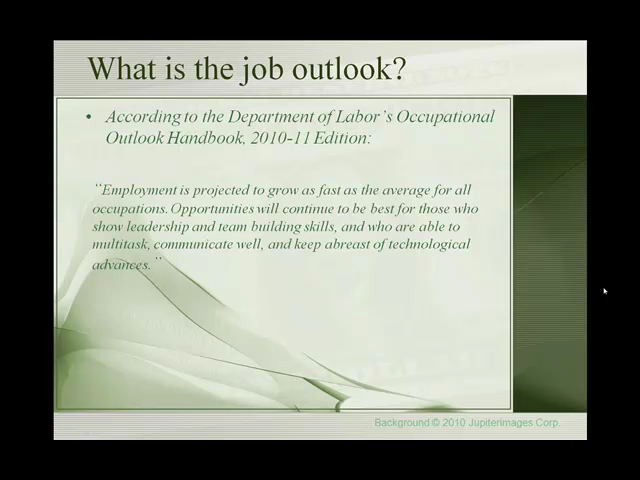 What is the job outlook?
• According to the Department of Labor's Occupational
Outlook Handbook, 2010-11 Edition:
"Employment is projected to grow as fast as the average for all
occupations. Opportunities will continue to be best for those who
show leadership and team building skills, and who are able to
multitask, communicate well, and keep abreast of technological
advances."
Background © 2010 Jupiterimages Corp.